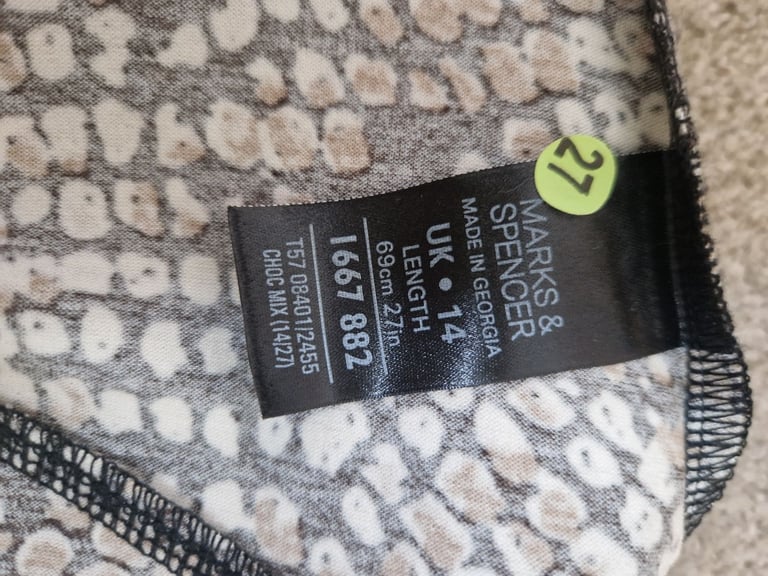 27
MARKS &
SPENCER
MADE IN GEORGIA
UK • 14
LENGTH
69cm 27in
1667 882
T57 08401I/2455
CHOC MIX (14/27)